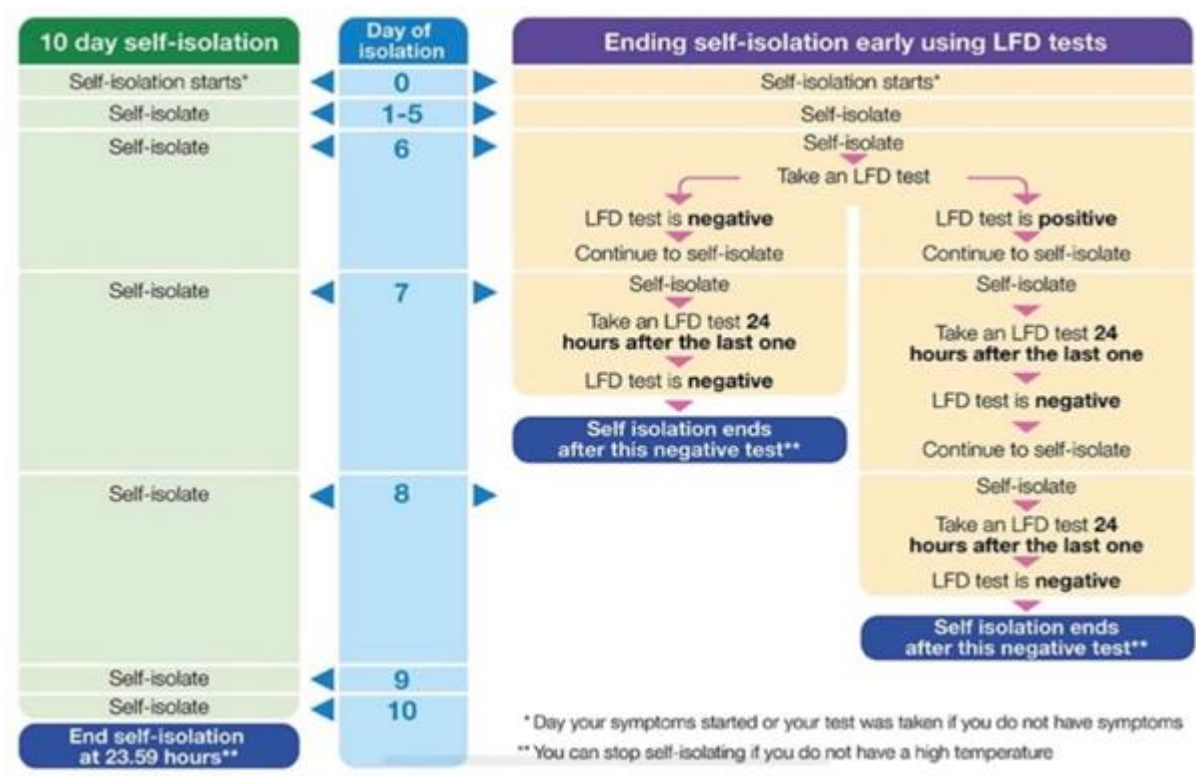 10 day self-isolation
Day of
isolation
Ending self-isolation early using LFD tests
Self-isolation starts*
0
Self-isolation starts*
Self-isolate
1-5
Self-isolate
Self-isolate
6
Self-isolate
Take an LFD test
LFD test is negative
LFD test is positive
Continue to self-isolate
Continue to self-isolate
Self-isolate
7
Self-isolate
Self-isolate
Take an LFD test 24
hours after the last one
Take an LFD test 24
hours after the last one
LFD test is negative
LFD test is negative
Self isolation ends
after this negative test**
Continue to self-isolate
Self-isolate
8
Self-isolate
Take an LFD test 24
hours after the last one
LFD test is negative
Self isolation ends
after this negative test**
Self-isolate
9
Self-isolate
10
End self-isolation
at 23.59 hours**
* Day your symptoms started or your test was taken if you do not have symptoms
** You can stop self-isolating if you do not have a high temperature